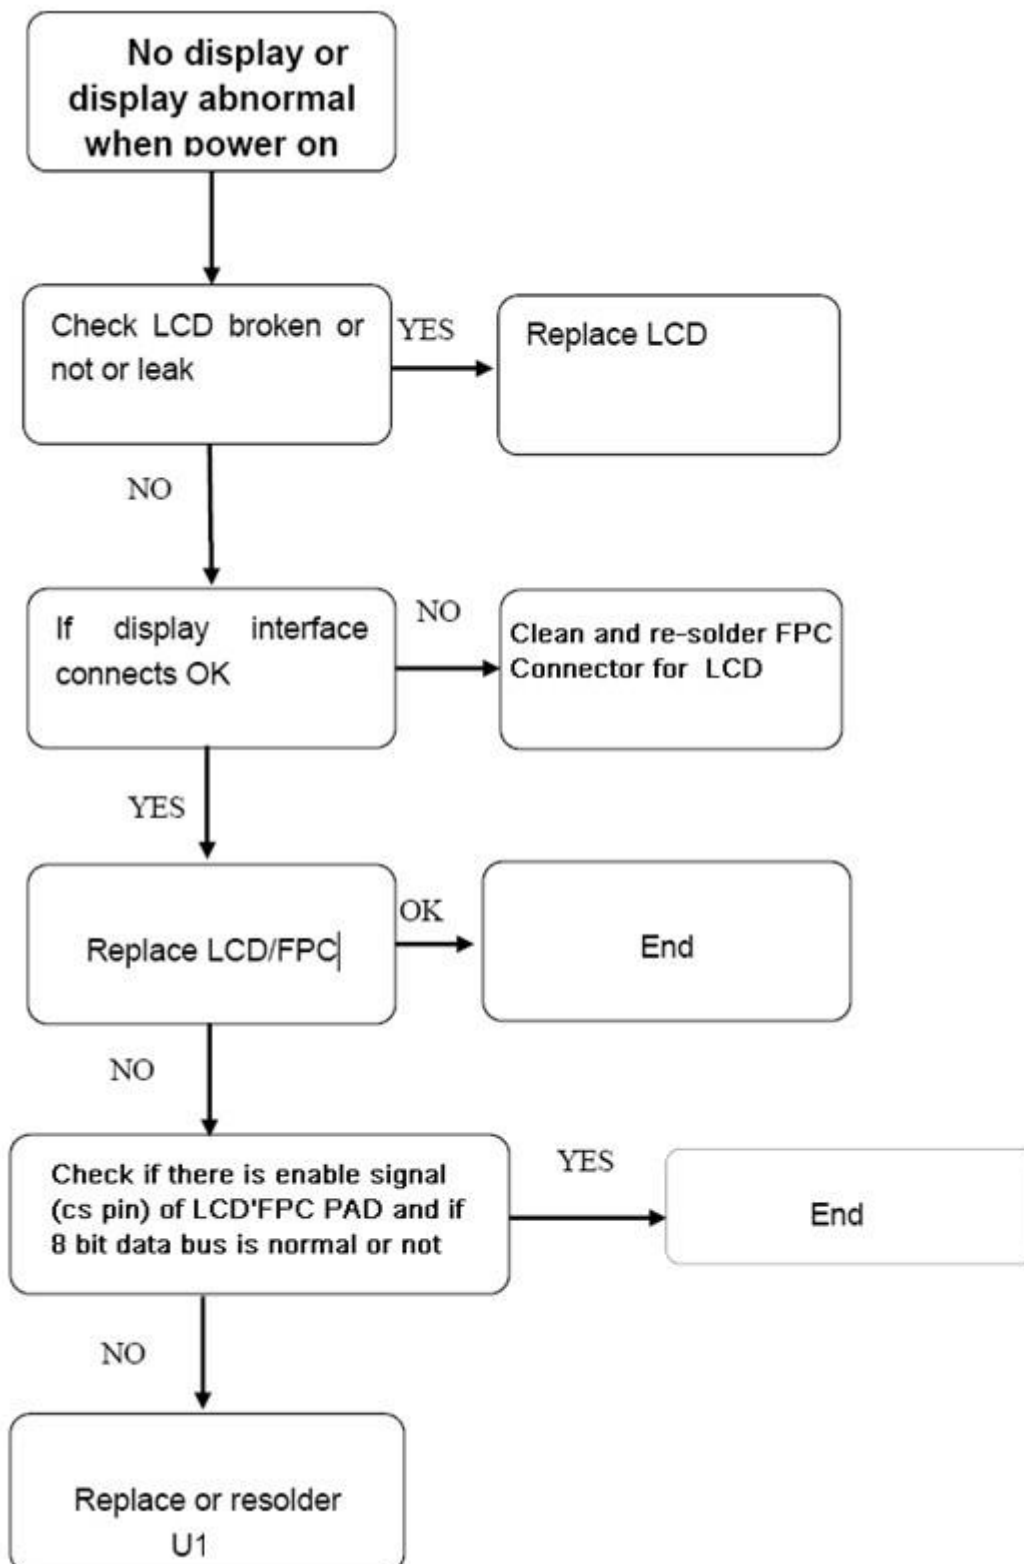 No display or
display abnormal
when power on
Check LCD broken or
not or leak
YES
Replace LCD
NO
If display interface
connects OK
NO
Clean and re-solder FPC
Connector for LCD
YES
Replace LCD/FPC
OK
End
NO
Check if there is enable signal
(cs pin) of LCD'FPC PAD and if
8 bit data bus is normal or not
YES
End
NO
Replace or resolder
U1